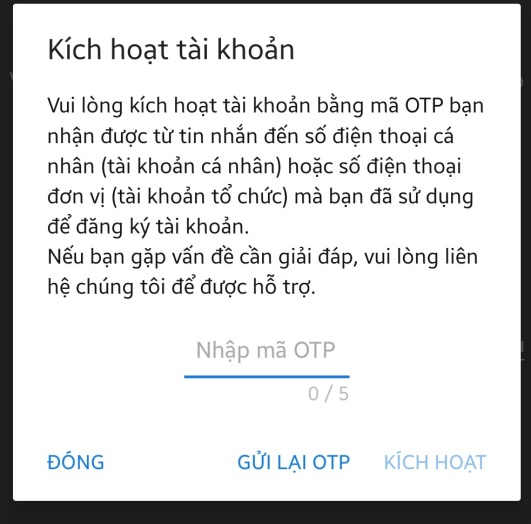 Kích hoạt tài khoản
Vui lòng kích hoạt tài khoản bằng mã OTP bạn
nhận được từ tin nhắn đến số điện thoại cá
nhân (tài khoản cá nhân) hoặc số điện thoại
đơn vị (tài khoản tổ chức) mà bạn đã sử dụng
để đăng ký tài khoản.
Nếu bạn gặp vấn đề cần giải đáp, vui lòng liên
hệ chúng tôi để được hỗ trợ.
Nhập mã OTP
0 / 5
ĐÓNG GỬI LẠI OTP KÍCH HOẠT